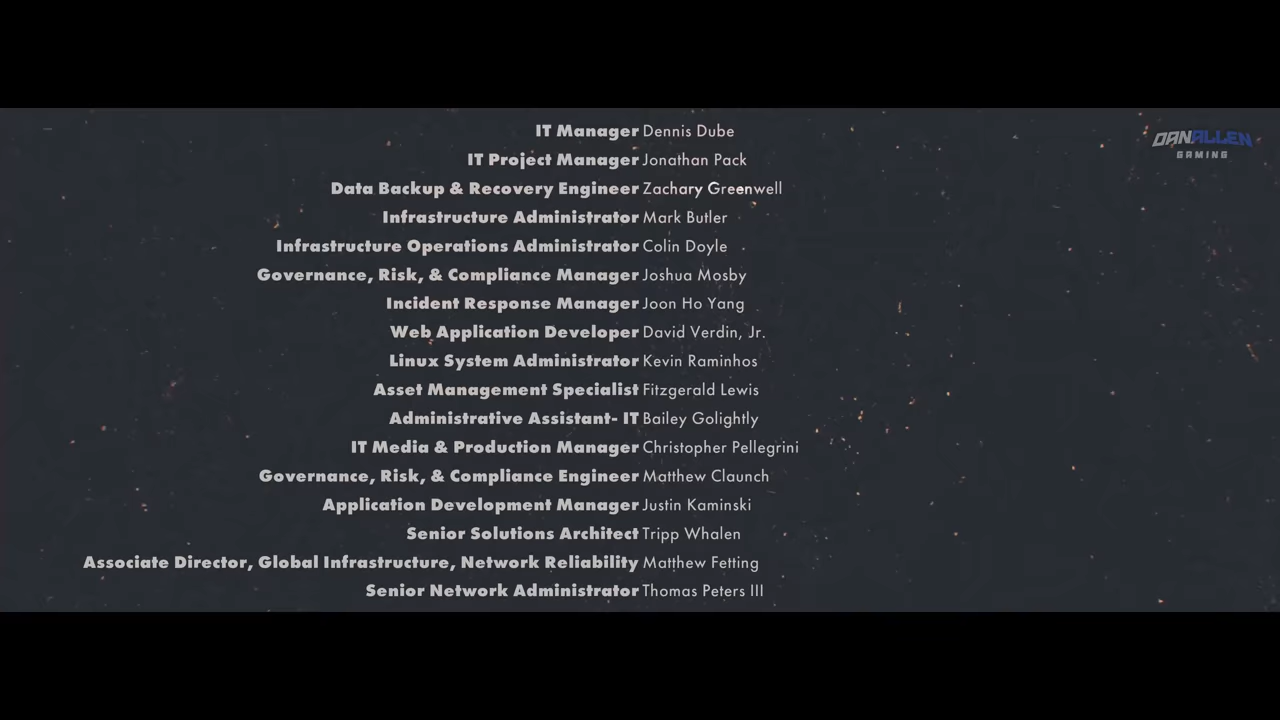 IT Manager Dennis Dube
DANALLEN
GAMING
IT Project Manager Jonathan Pack
Data Backup & Recovery Engineer Zachary Greenwell
Infrastructure Administrator Mark Butler
Infrastructure Operations Administrator Colin Doyle
Governance, Risk, & Compliance Manager Joshua Mosby
Incident Response Manager Joon Ho Yang
Web Application Developer David Verdin, Jr.
Linux System Administrator Kevin Raminhos
Asset Management Specialist Fitzgerald Lewis
Administrative Assistant- IT Bailey Golightly
IT Media & Production Manager Christopher Pellegrini
Governance, Risk, & Compliance Engineer Matthew Claunch
Application Development Manager Justin Kaminski
Senior Solutions Architect Tripp Whalen
Associate Director, Global Infrastructure, Network Reliability Matthew Fetting
Senior Network Administrator Thomas Peters III